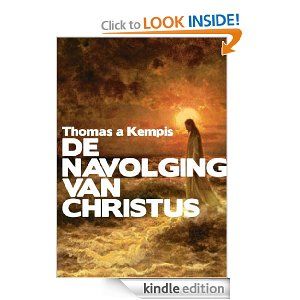 Click to LOOK INSIDE!
Thomas a Kempis
DE
NAVOLGING
VAN
CHRISTUS
kindle edition